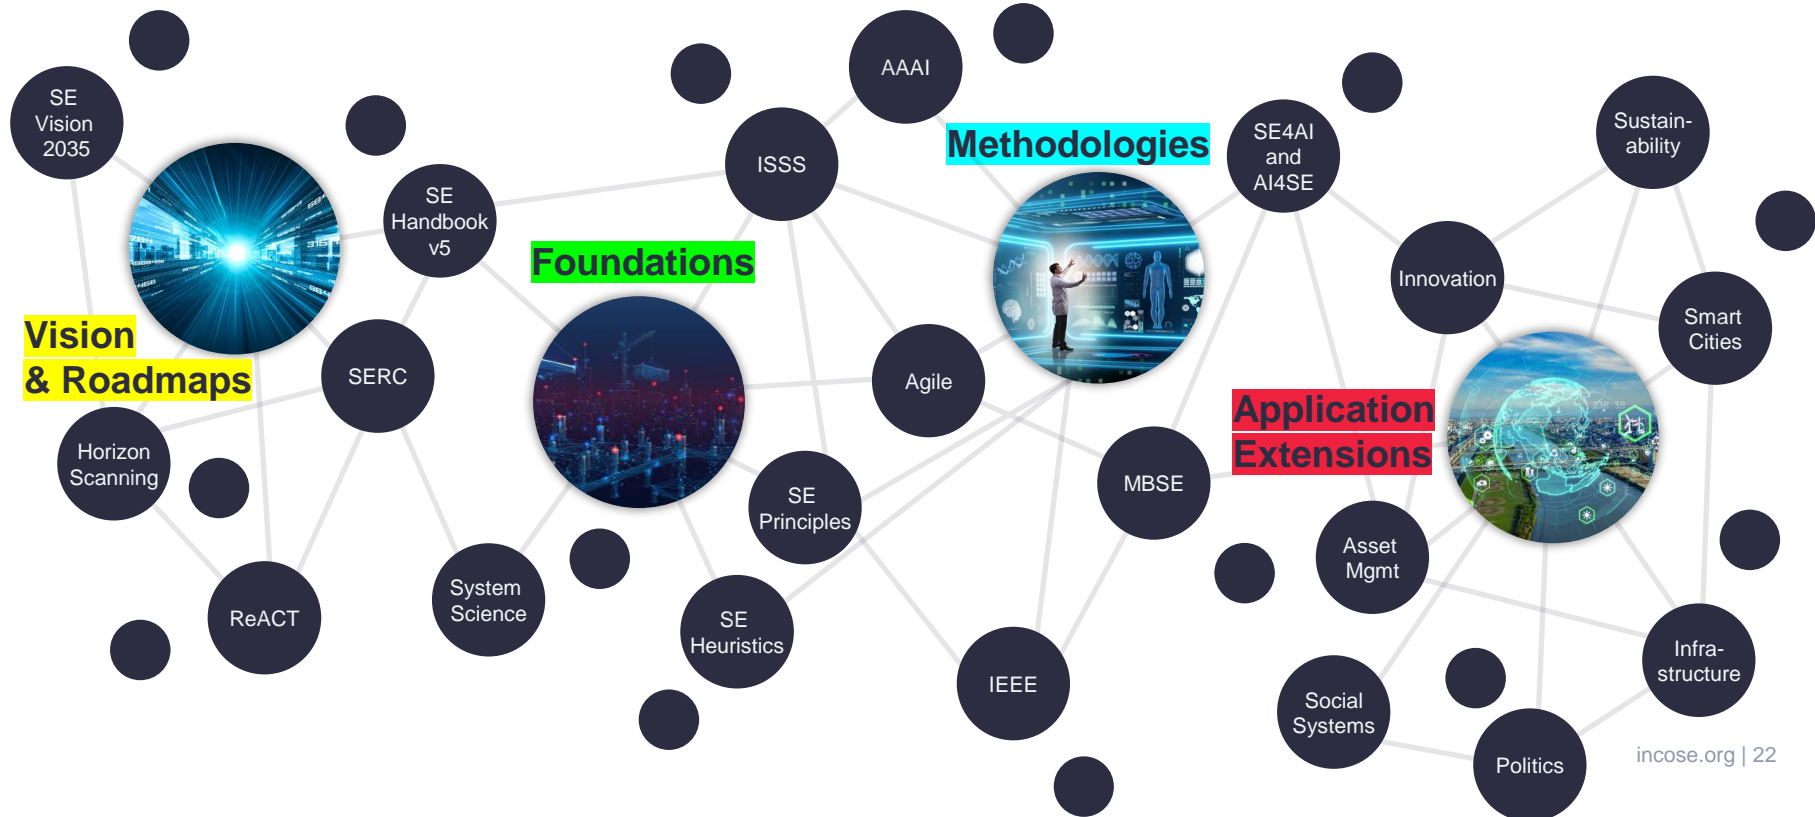 SE
Vision
2035
Vision
& Roadmaps
SE
Handbook
v5
SERC
Horizon
Scanning
ReACT
System
Science
Foundations
ISSS
AAAI
Agile
SE
Principles
SE
Heuristics
IEEE
Methodologies
MBSE
SE4AI
and
AI4SE
Innovation
Sustain-
ability
Smart
Cities
Application
Extensions
Asset
Mgmt
Social
Systems
Politics
Infra-
structure
incose.org | 22